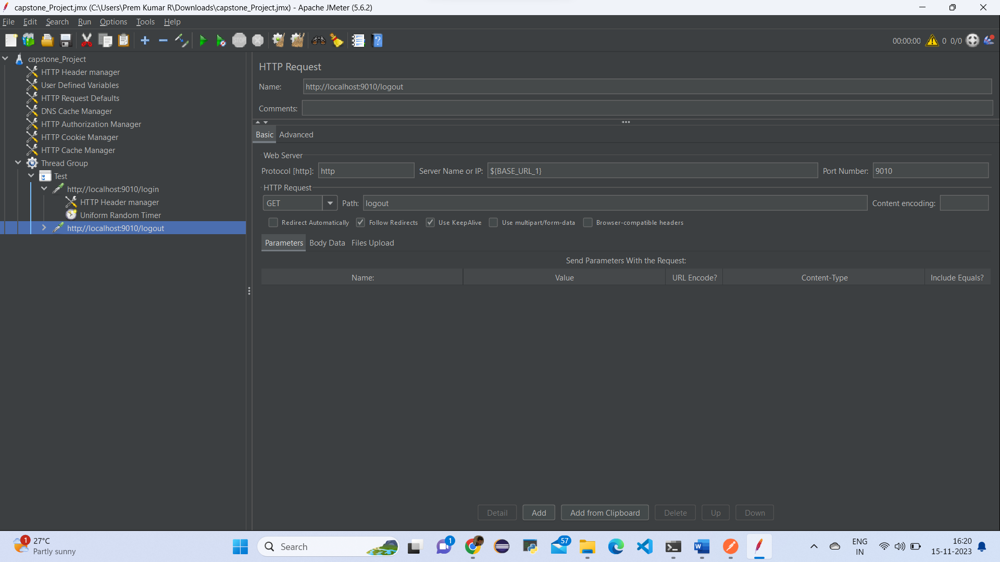 capstone_Project.jmx (C:\Users\Prem Kumar R\Downloads\capstone_Project.jmx) - Apache JMeter (5.6.2)
File Edit Search Run Options Tools Help
STOP
00:00:00 0 0/0
capstone_Project
HTTP Header manager
User Defined Variables
HTTP Request Defaults
DNS Cache Manager
HTTP Authorization Manager
HTTP Cookie Manager
HTTP Cache Manager
Thread Group
Test
http://localhost:9010/login
HTTP Header manager
Uniform Random Timer
http://localhost:9010/logout
HTTP Request
Name: http://localhost:9010/logout
Comments:
Basic Advanced
Web Server
Protocol [http]: http Server Name or IP: ${BASE_URL_1} Port Number: 9010
HTTP Request
GET Path: logout Content encoding:
Redirect Automatically Follow Redirects Use KeepAlive Use multipart/form-data Browser-compatible headers
Parameters Body Data Files Upload
Send Parameters With the Request:
Name: Value URL Encode? Content-Type Include Equals?
Detail Add Add from Clipboard Delete Up Down
1 27°C
Partly sunny
Search
1
57
ENG
IN
16:20
15-11-2023